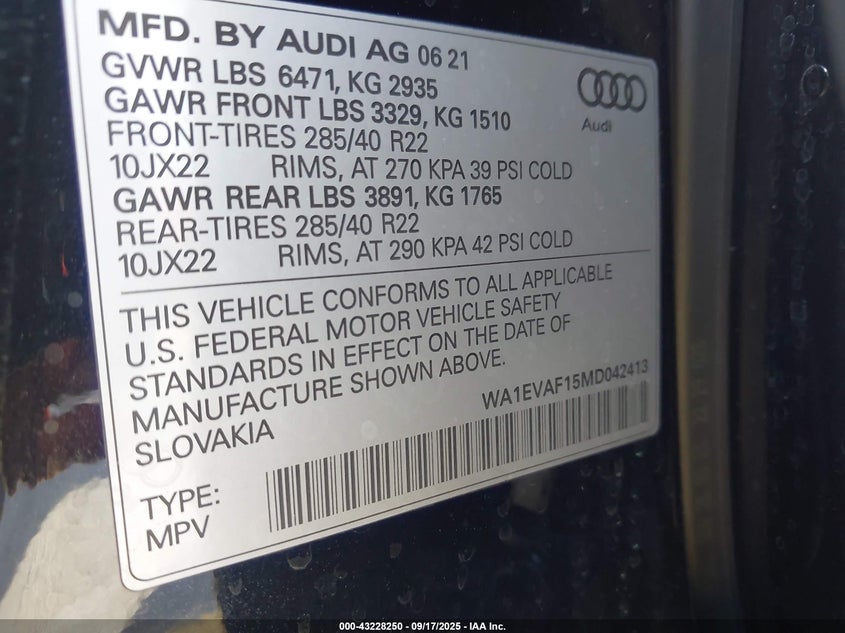 MFD. BY AUDI AG 06 21
GVWR LBS 6471, KG 2935
GAWR FRONT LBS 3329, KG 1510
FRONT-TIRES 285/40 R22
10JX22 RIMS, AT 270 KPA 39 PSI COLD
GAWR REAR LBS 3891, KG 1765
REAR-TIRES 285/40 R22
10JX22 RIMS, AT 290 KPA 42 PSI COLD
Audi
THIS VEHICLE CONFORMS TO ALL APPLICABLE
U.S. FEDERAL MOTOR VEHICLE SAFETY
STANDARDS IN EFFECT ON THE DATE OF
MANUFACTURE SHOWN ABOVE.
SLOVAKIA
WA1EVAF15MD042413
TYPE:
MPV
000-43228250 - 09/17/2025 - IAA Inc.